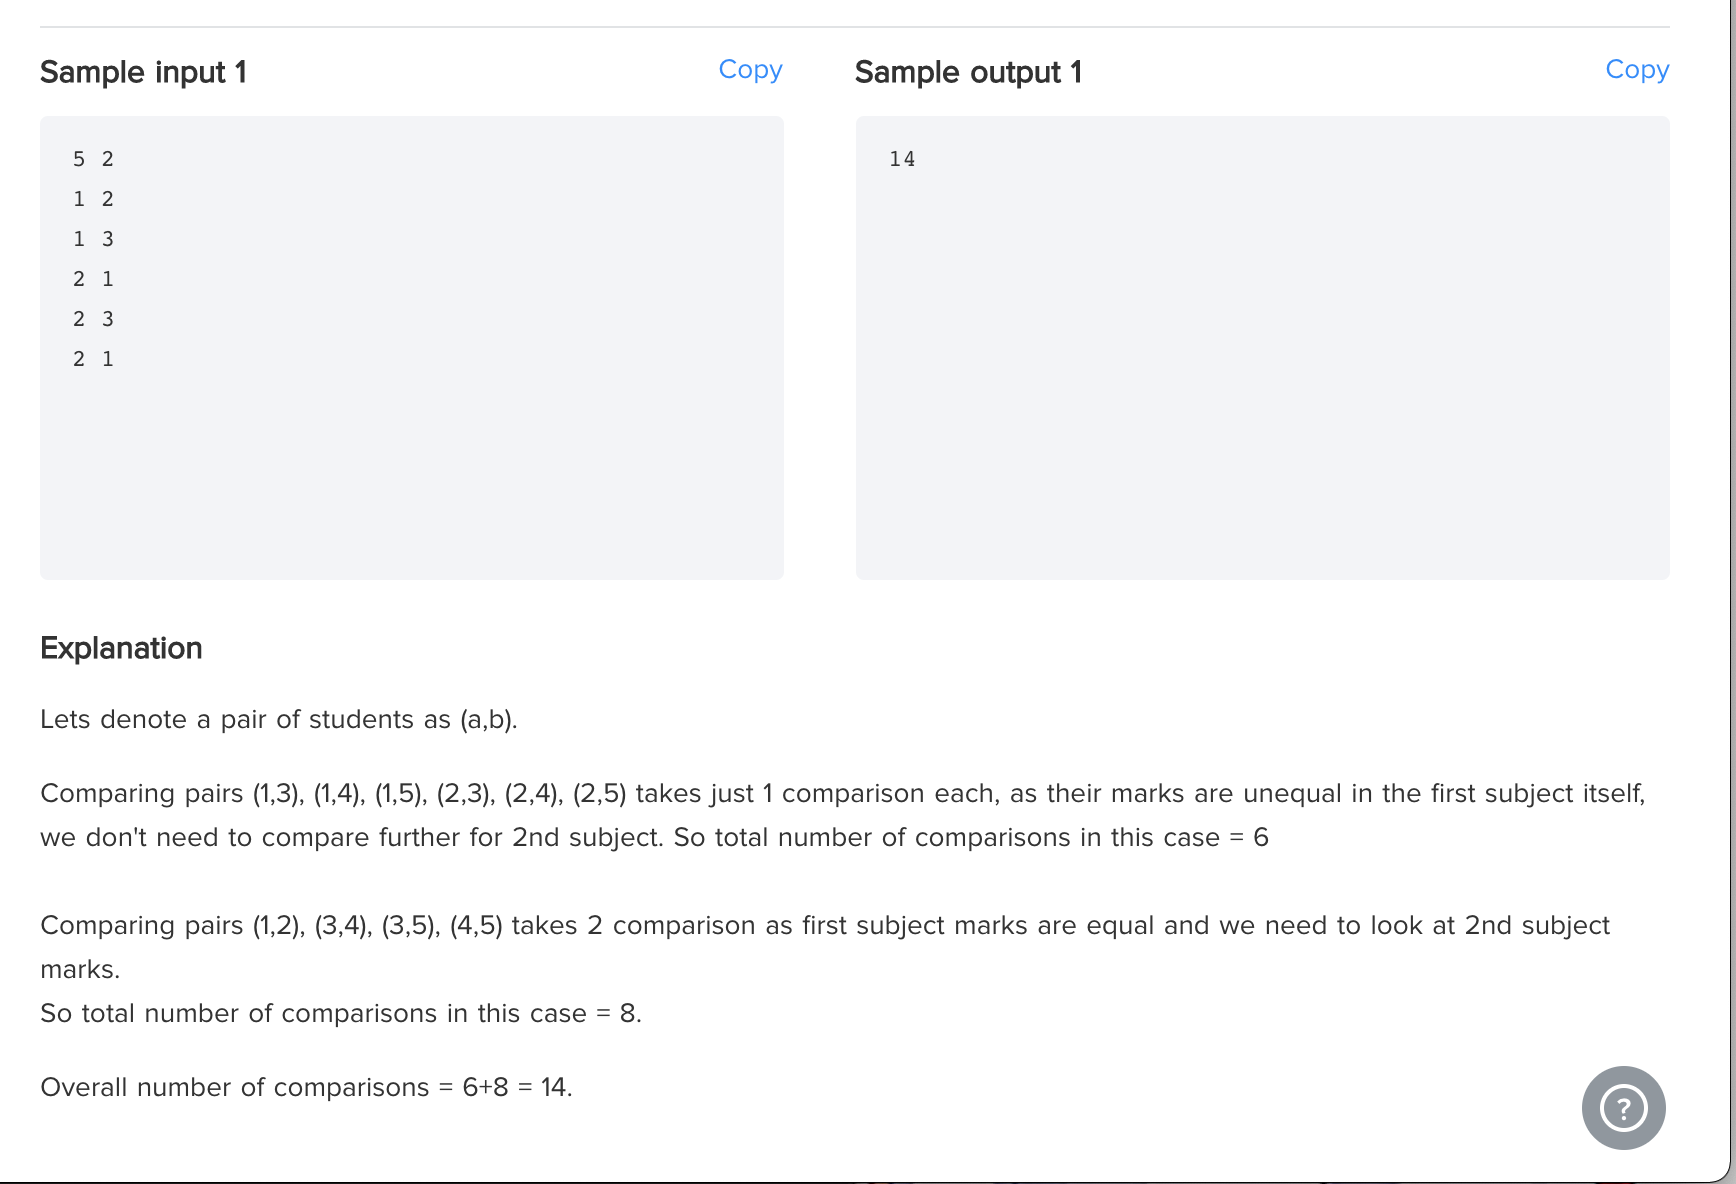 Sample input 1
Copy
Sample output 1
Copy
5 2
1 2
1 3
2 1
2 3
2 1
14
Explanation
Lets denote a pair of students as (a,b).
Comparing pairs (1,3), (1,4), (1,5), (2,3), (2,4), (2,5) takes just 1 comparison each, as their marks are unequal in the first subject itself,
we don't need to compare further for 2nd subject. So total number of comparisons in this case = 6
Comparing pairs (1,2), (3,4), (3,5), (4,5) takes 2 comparison as first subject marks are equal and we need to look at 2nd subject
marks.
So total number of comparisons in this case = 8.
Overall number of comparisons = 6+8 = 14.
?